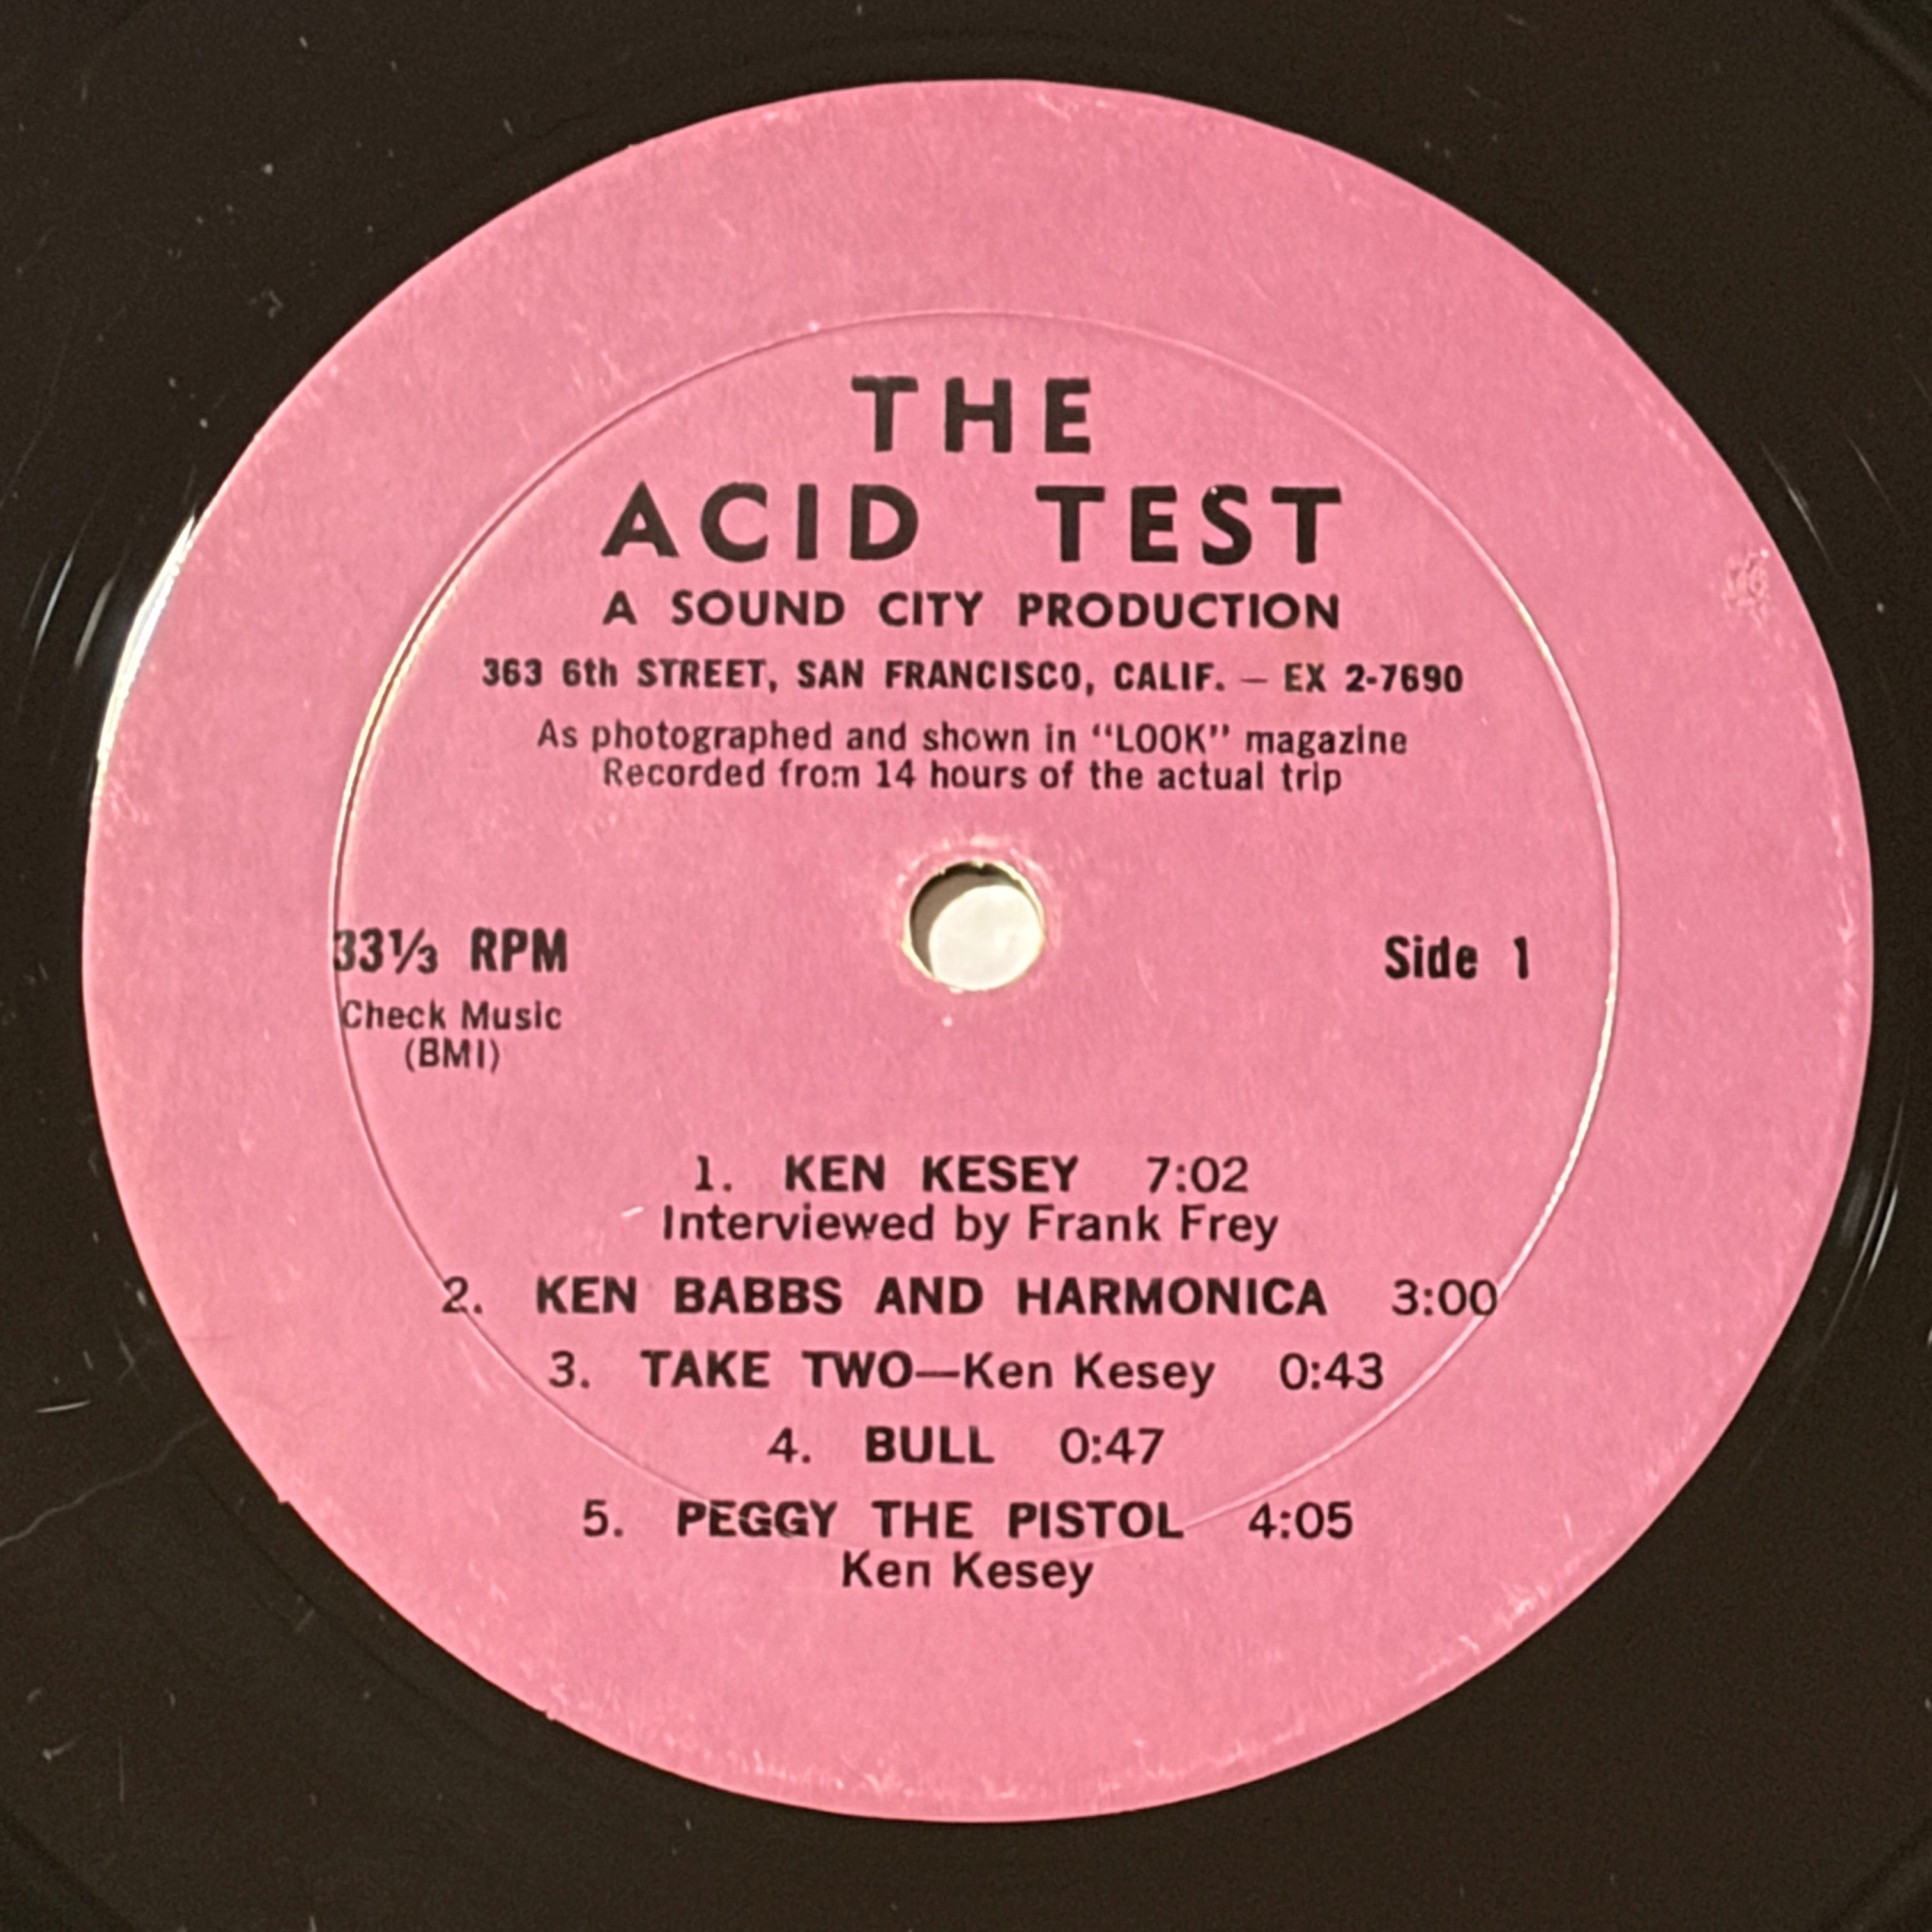 THE
ACID TEST
A SOUND CITY PRODUCTION
363 6th STREET, SAN FRANCISCO, CALIF. — EX 2-7690
As photographed and shown in “LOOK” magazine
Recorded from 14 hours of the actual trip
33⅓ RPM
Check Music
(BMI)
Side 1
1. KEN KESEY 7:02
Interviewed by Frank Frey
2. KEN BABBS AND HARMONICA 3:00
3. TAKE TWO—Ken Kesey 0:43
4. BULL 0:47
5. PEGGY THE PISTOL 4:05
Ken Kesey